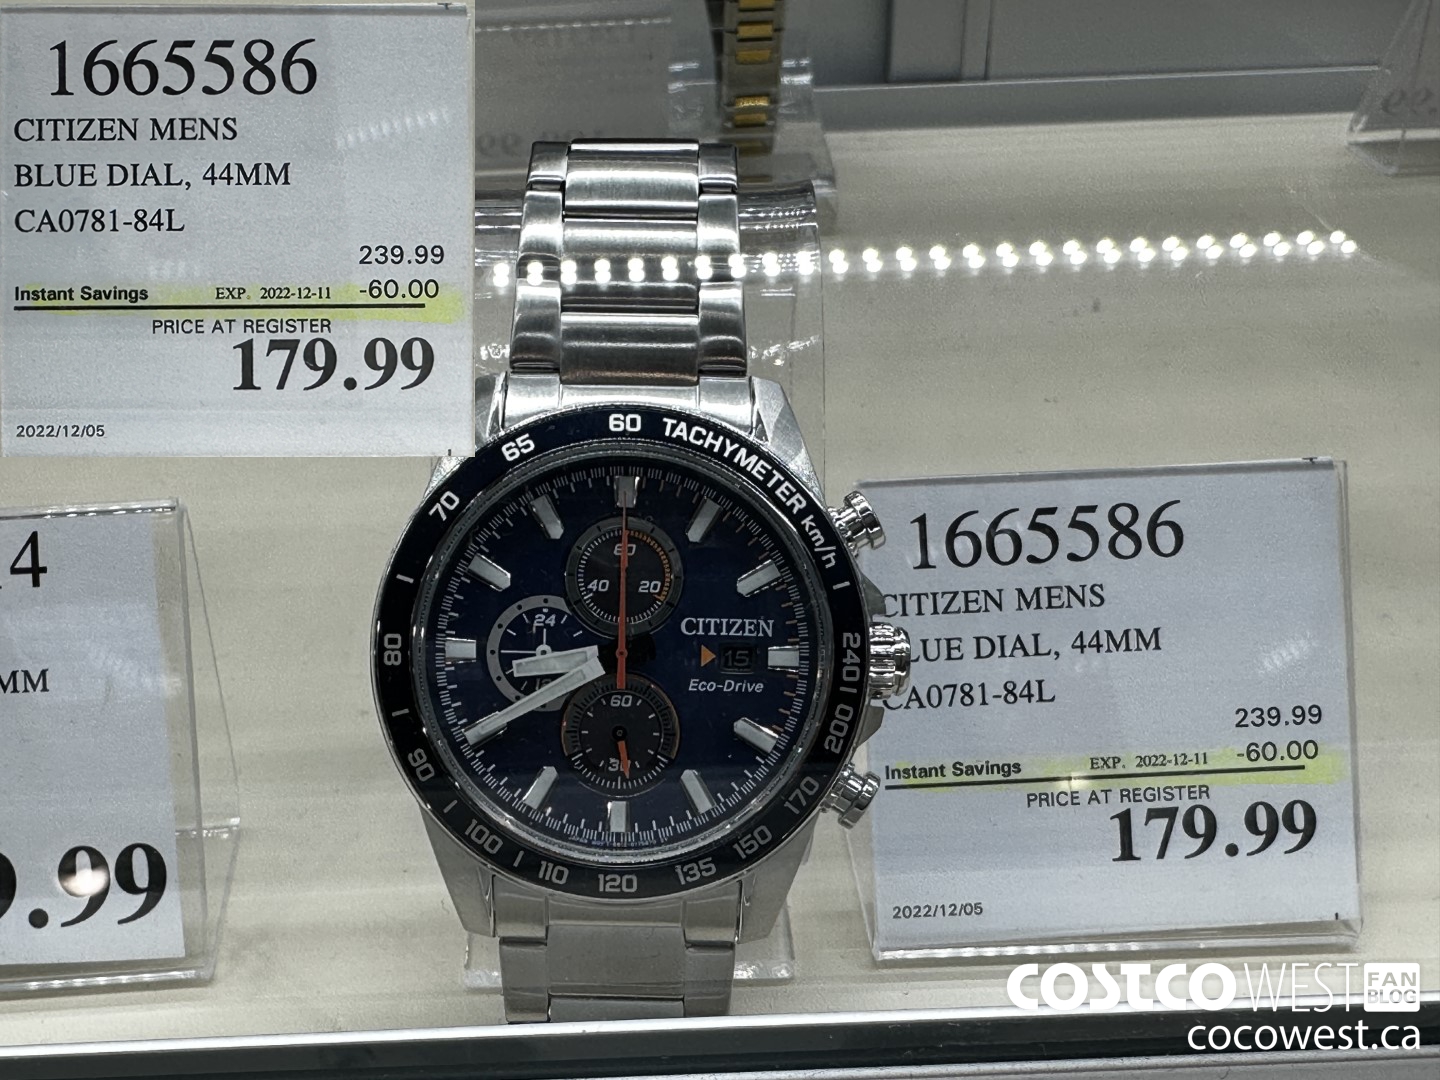 1665586
CITIZEN MENS
BLUE DIAL, 44MM
CA0781-84L
239.99
Instant Savings EXP. 2022-12-11 -60.00
PRICE AT REGISTER
179.99
2022/12/05
4
MM
9.99
60 TACHYMETER km/h
65
70
80
90
100
110
120
135
150
170
200
240
60
40 20
24
CITIZEN
15
Eco-Drive
60
30
1665586
CITIZEN MENS
LUE DIAL, 44MM
CA0781-84L
239.99
Instant Savings EXP. 2022-12-11 -60.00
PRICE AT REGISTER
179.99
2022/12/05
COSTCO WEST FAN BLOG
cocowest.ca